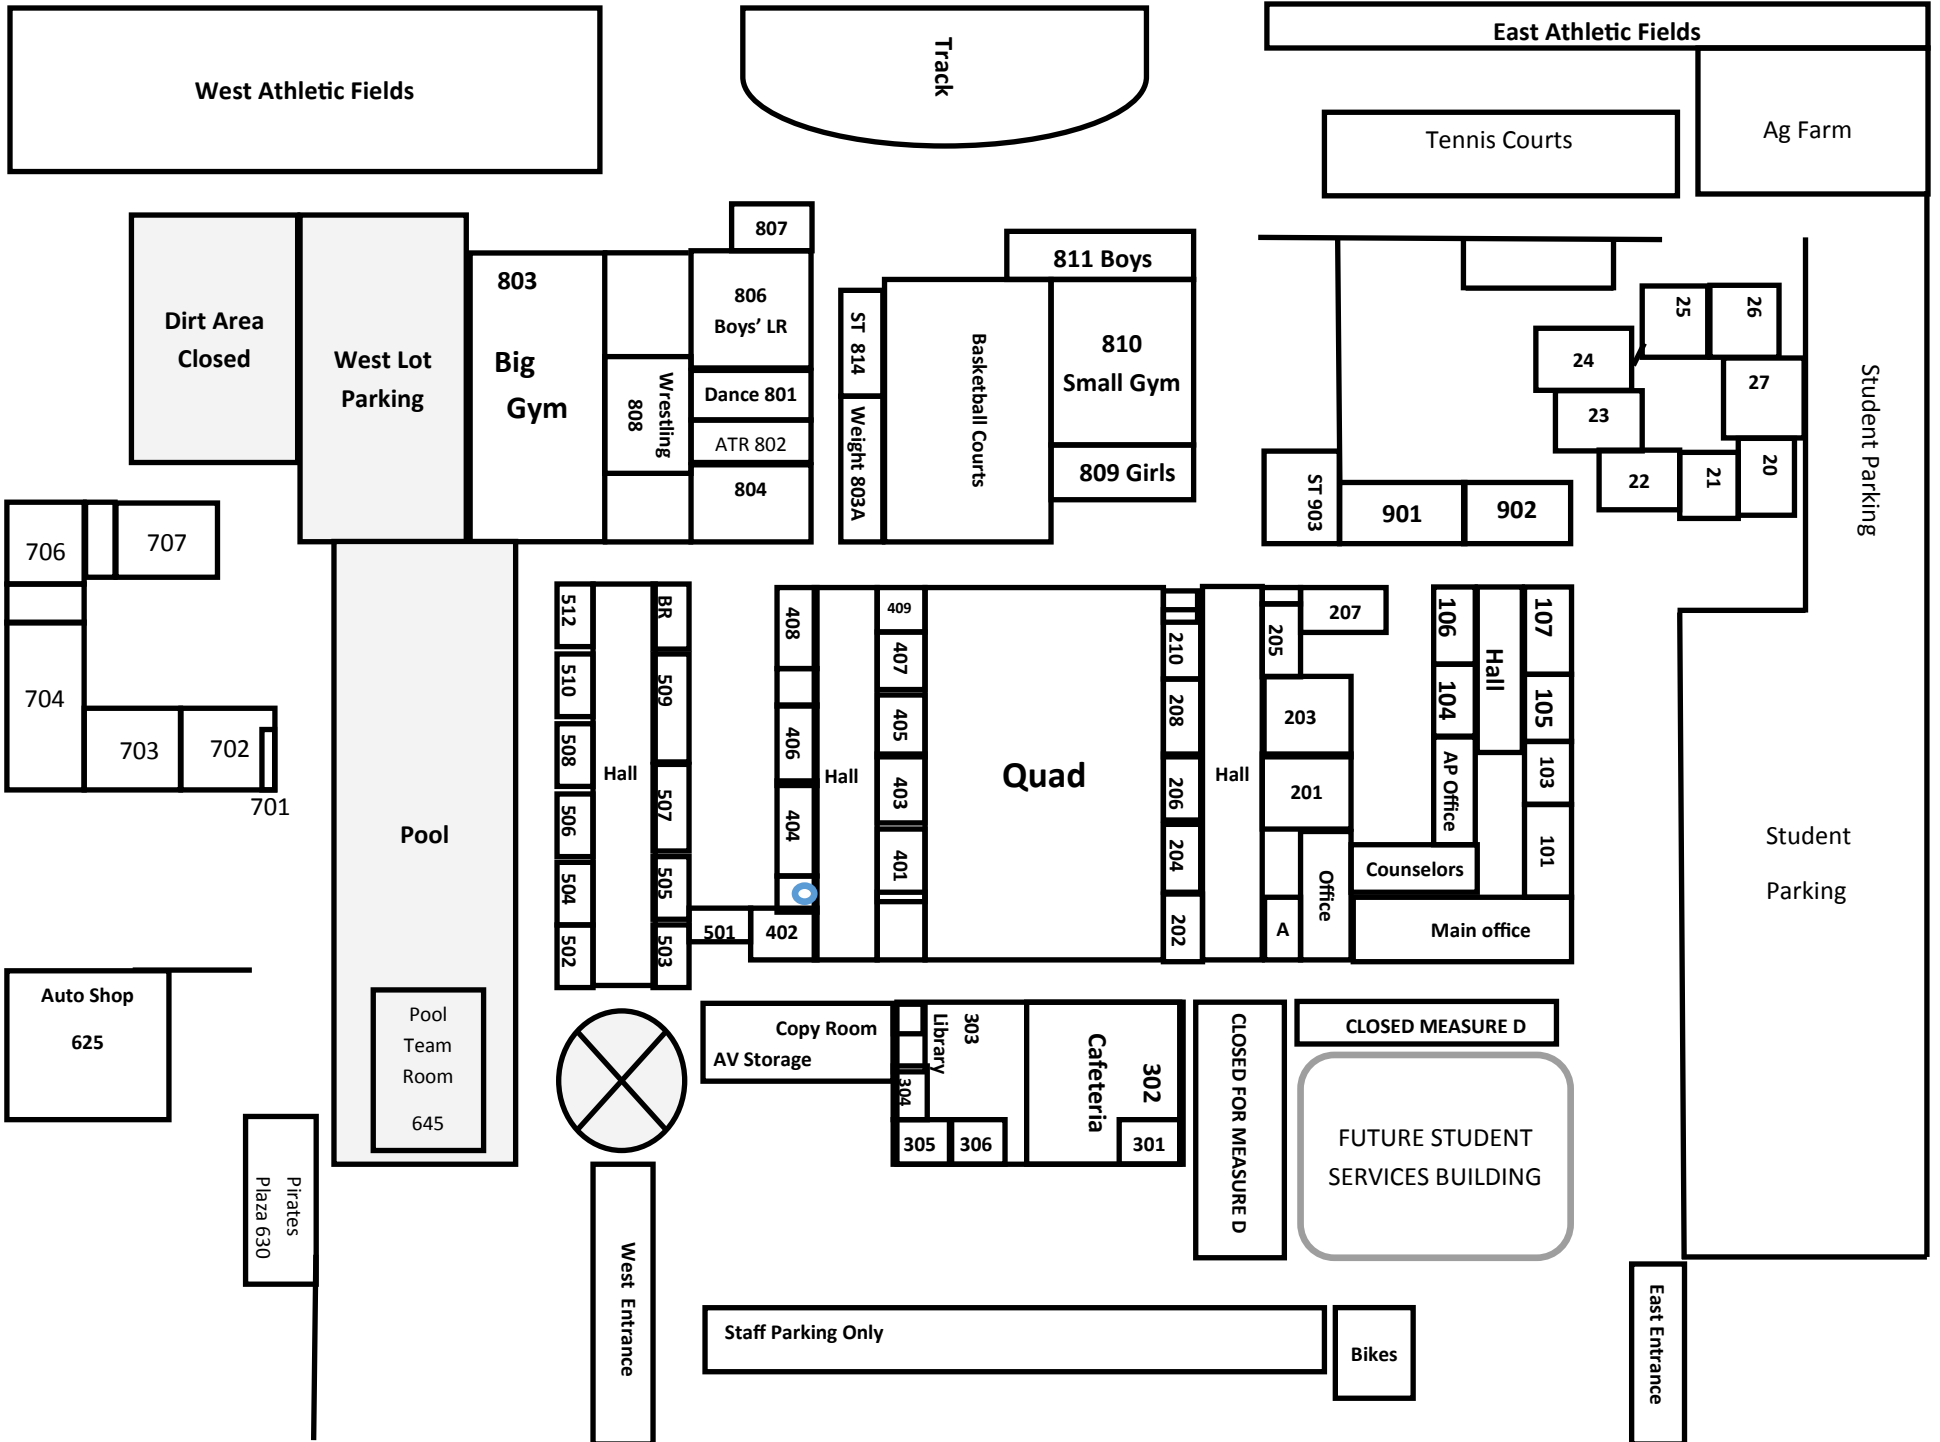 West Athletic Fields
Track
East Athletic Fields
Tennis Courts
Ag Farm
Dirt Area
Closed
West Lot
Parking
803
Big
Gym
Wrestling
808
807
806
Boys' LR
Dance 801
ATR 802
804
ST 814
Weight 803A
Basketball Courts
811 Boys
810
Small Gym
809 Girls
ST 903
901
902
25
26
24
27
23
22
21
20
Student Parking
706
707
704
703
702
701
Pool
512
510
508
506
504
502
Hall
BR
509
507
505
503
501
402
408
406
404
Hall
409
407
405
403
401
Quad
210
208
206
204
202
Hall
205
207
203
201
A
Office
106
104
AP Office
Hall
107
105
103
101
Counselors
Main office
Student
Parking
Auto Shop
625
Pool
Team
Room
645
Pirates
Plaza 630
Copy Room
AV Storage
303
Library
304
305
306
Cafeteria
302
301
CLOSED FOR MEASURE D
CLOSED MEASURE D
FUTURE STUDENT
SERVICES BUILDING
West Entrance
Staff Parking Only
Bikes
East Entrance